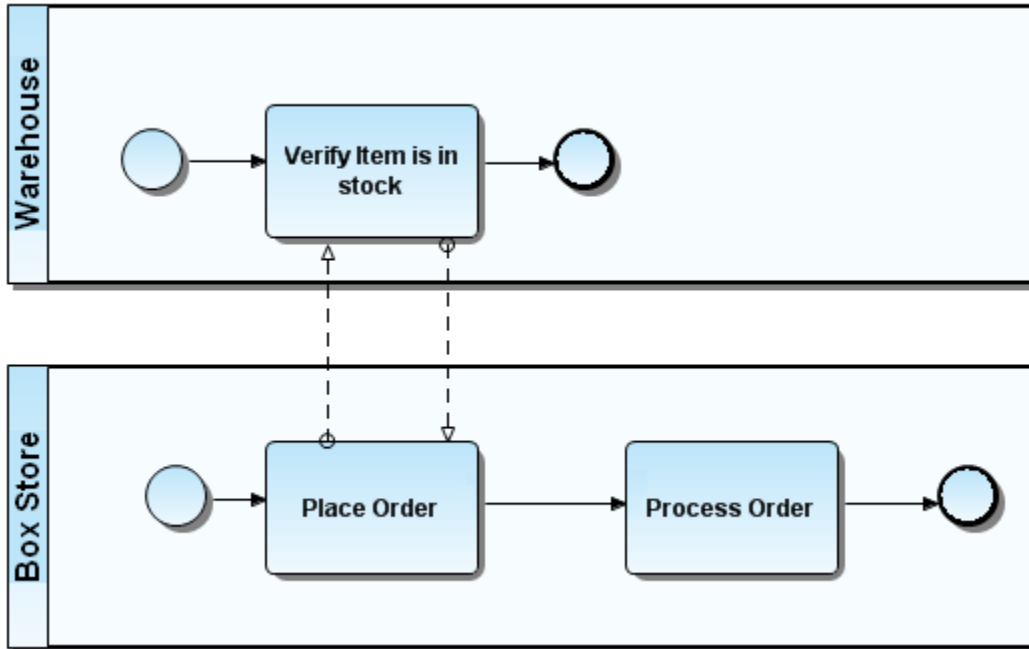 Warehouse
Verify Item is in
stock
Box Store
Place Order
Process Order